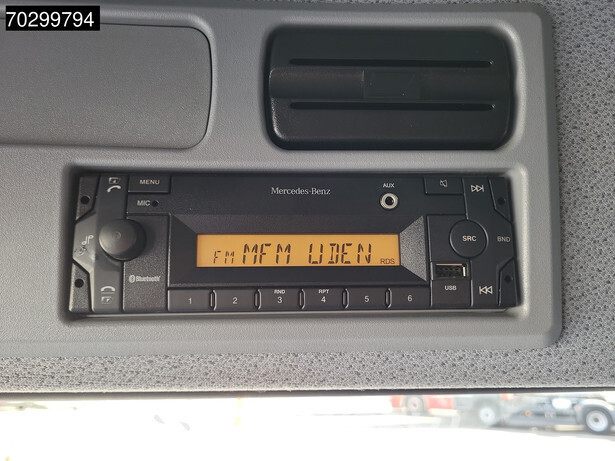 70299794
MENU
Mercedes-Benz
AUX
MIC
SRC
BND
FM MFM UDEN RDS
Bluetooth
USB
RND
RPT
1 2 3 4 5 6